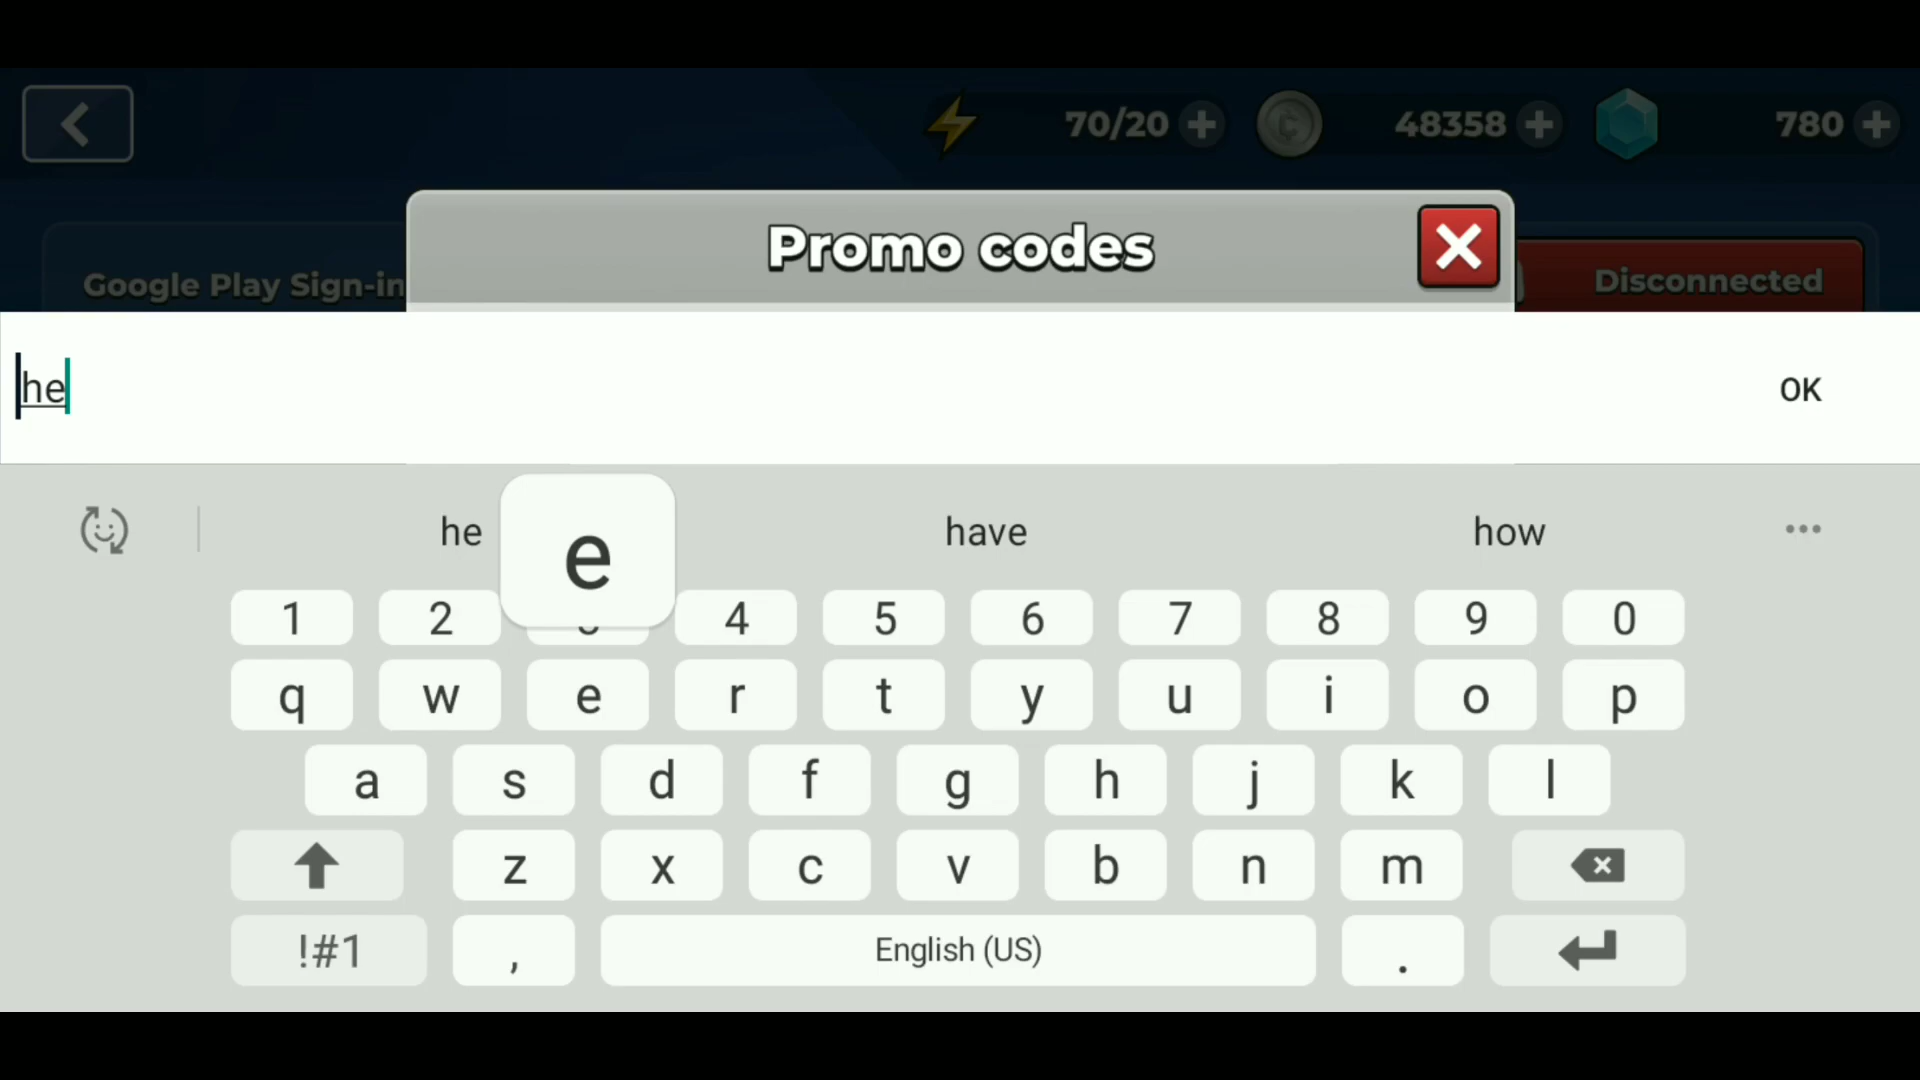 70/20 48358 780
Promo codes
Google Play Sign-in
Disconnected
he
OK
he
have
how
e
1 2 4 5 6 7 8 9 0
q w e r t y u i o p
a s d f g h j k l
z x c v b n m
!#1 , English (US) .